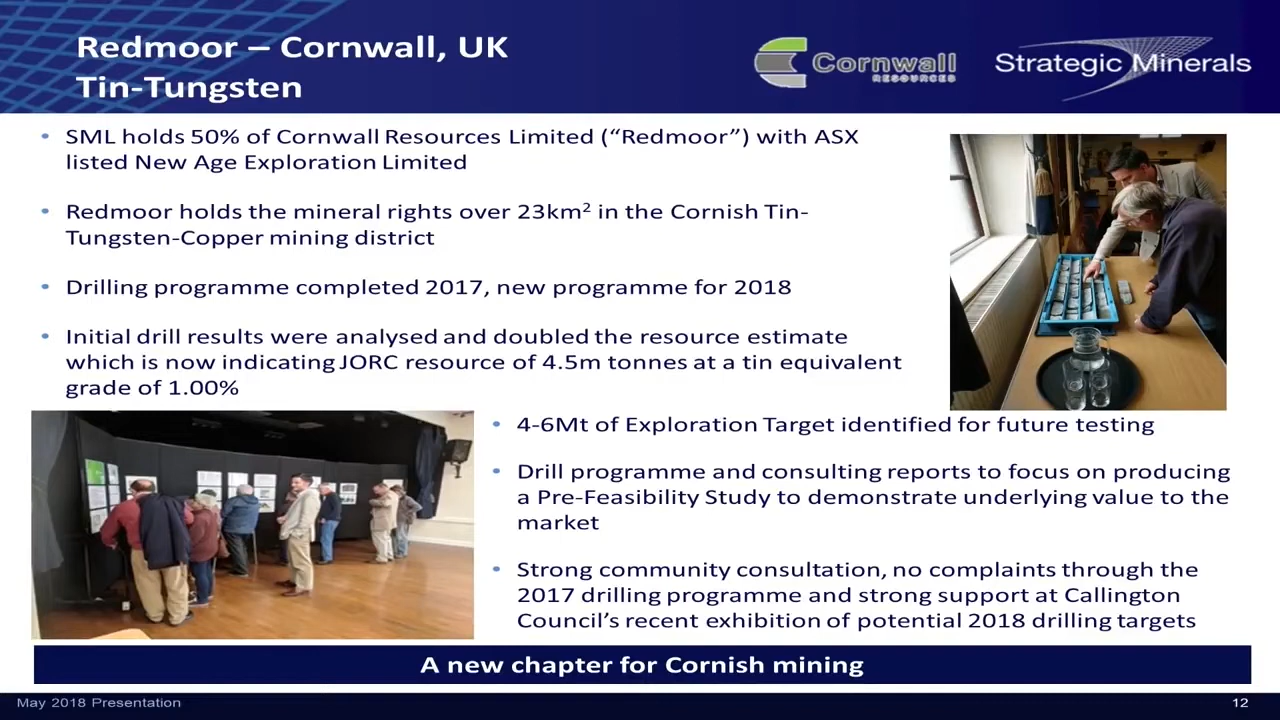 Redmoor – Cornwall, UK
Tin-Tungsten
Cornwall
RESOURCES
Strategic Minerals
• SML holds 50% of Cornwall Resources Limited (“Redmoor”) with ASX
listed New Age Exploration Limited
• Redmoor holds the mineral rights over 23km² in the Cornish Tin-
Tungsten-Copper mining district
• Drilling programme completed 2017, new programme for 2018
• Initial drill results were analysed and doubled the resource estimate
which is now indicating JORC resource of 4.5m tonnes at a tin equivalent
grade of 1.00%
• 4-6Mt of Exploration Target identified for future testing
• Drill programme and consulting reports to focus on producing
a Pre-Feasibility Study to demonstrate underlying value to the
market
• Strong community consultation, no complaints through the
2017 drilling programme and strong support at Callington
Council’s recent exhibition of potential 2018 drilling targets
A new chapter for Cornish mining
May 2018 Presentation
12